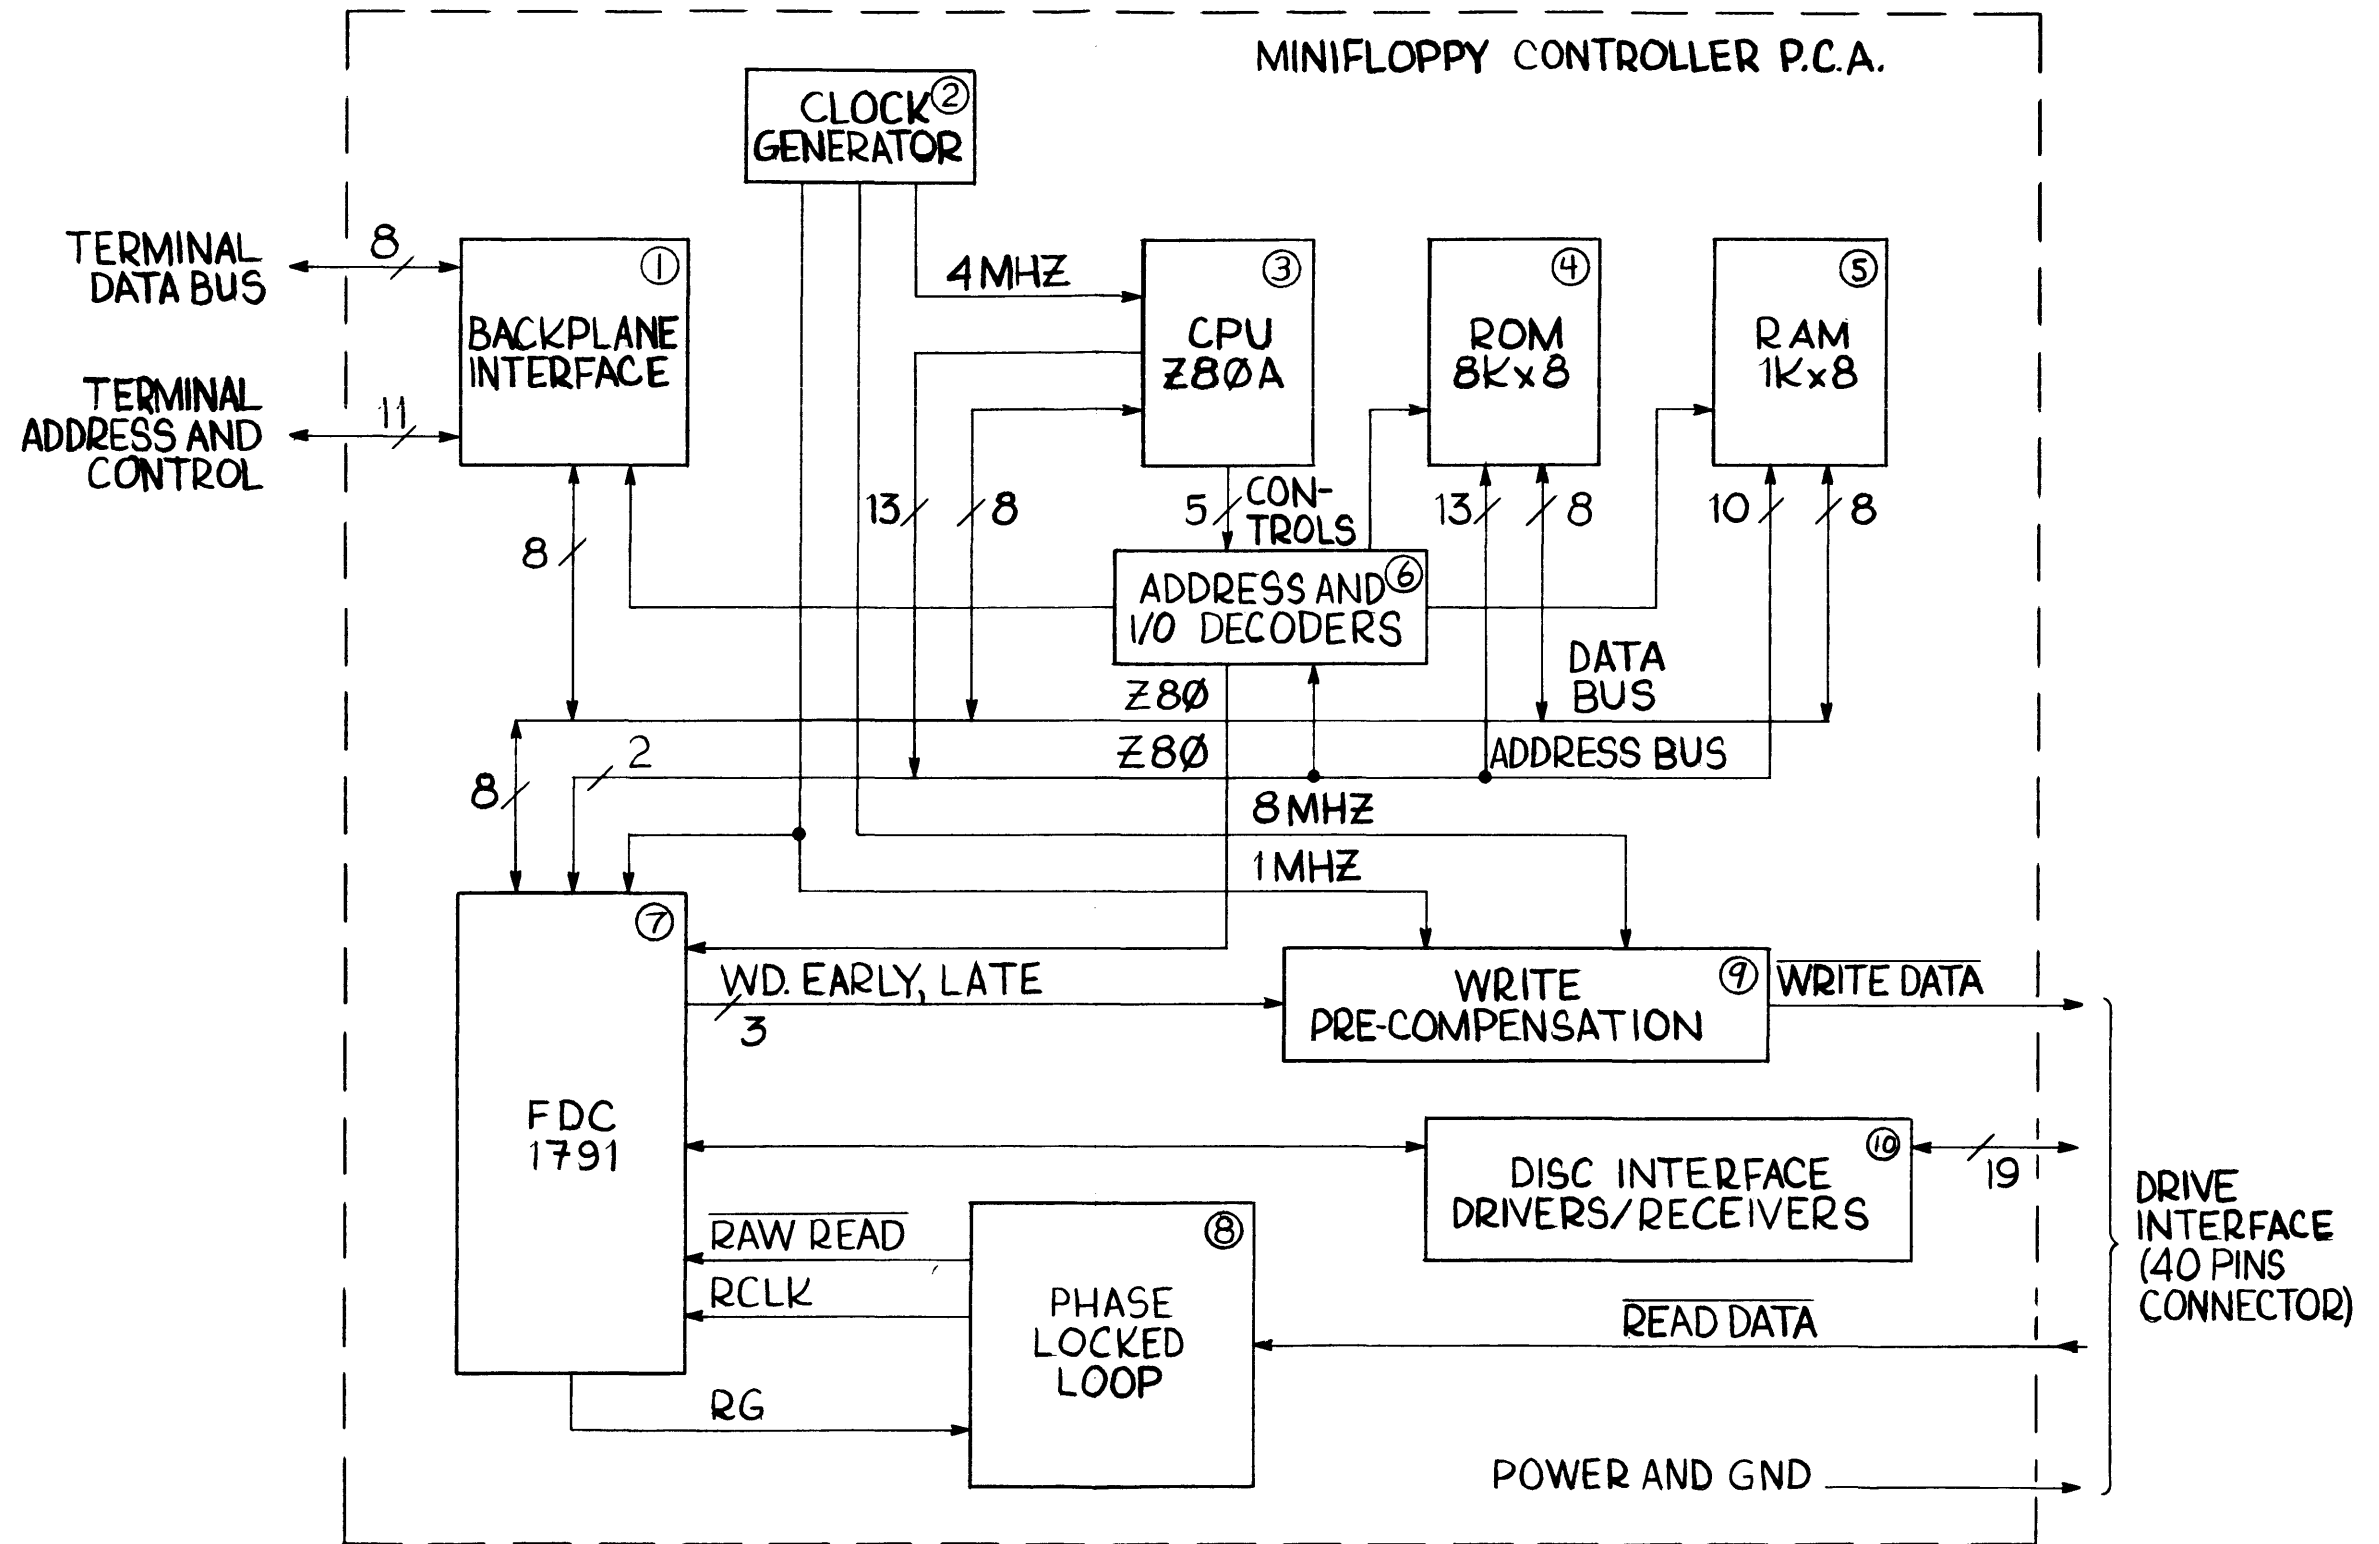 MINIFLOPPY CONTROLLER P.C.A.
CLOCK
GENERATOR
2
TERMINAL
DATA BUS
8
TERMINAL
ADDRESS AND
CONTROL
11
1
BACKPLANE
INTERFACE
4 MHZ
3
CPU
Z80A
4
ROM
8K x 8
5
RAM
1K x 8
8
13
8
5
CON-
TROLS
13
8
10
8
6
ADDRESS AND
I/O DECODERS
Z80
DATA
BUS
Z80
ADDRESS BUS
2
8
8 MHZ
1 MHZ
7
FDC
1791
WD. EARLY, LATE
3
9
WRITE
PRE-COMPENSATION
WRITE DATA
10
DISC INTERFACE
DRIVERS/RECEIVERS
19
RAW READ
RCLK
RG
8
PHASE
LOCKED
LOOP
READ DATA
POWER AND GND
DRIVE
INTERFACE
(40 PINS
CONNECTOR)